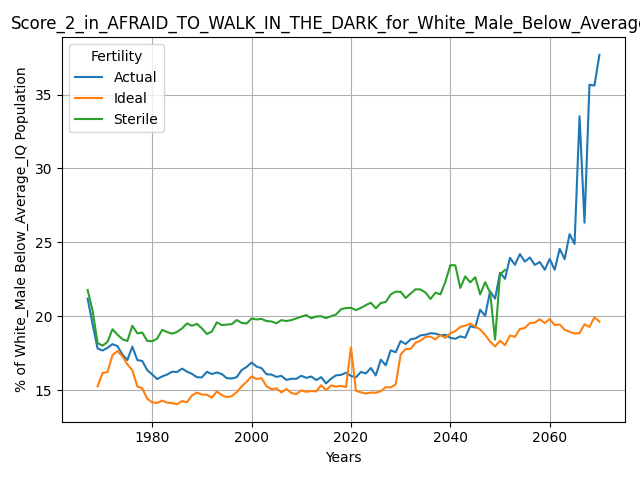 Score_2_in_AFRAID_TO_WALK_IN_THE_DARK_for_White_Male_Below_Average
Fertility
Actual
Ideal
Sterile
% of White_Male Below_Average_IQ Population
35
30
25
20
15
1980
2000
2020
2040
2060
Years